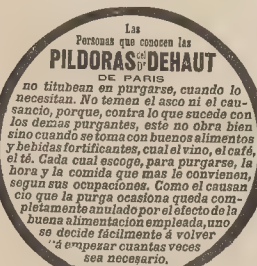 Las
Personas que conocen las
PILDORAS del Dr DEHAUT
DE PARIS
no titubean en purgarse, cuando lo
necesitan. No temen el asco ni el cau-
sancio, porque, contra lo que sucede con
los demas purgantes, este no obra bien
sino cuando se toma con buenos alimentos
y bebidas fortificantes, cual el vino, el café,
el té. Cada cual escoge, para purgarse, la
hora y la comida que mas le convienen,
segun sus ocupaciones. Como el causan
cio que la purga ocasiona queda com-
pletamente anulado por el efecto de la
buena alimentacion empleada, uno
se decide fácilmente á volver
á empezar cuantas veces
sea necesario.